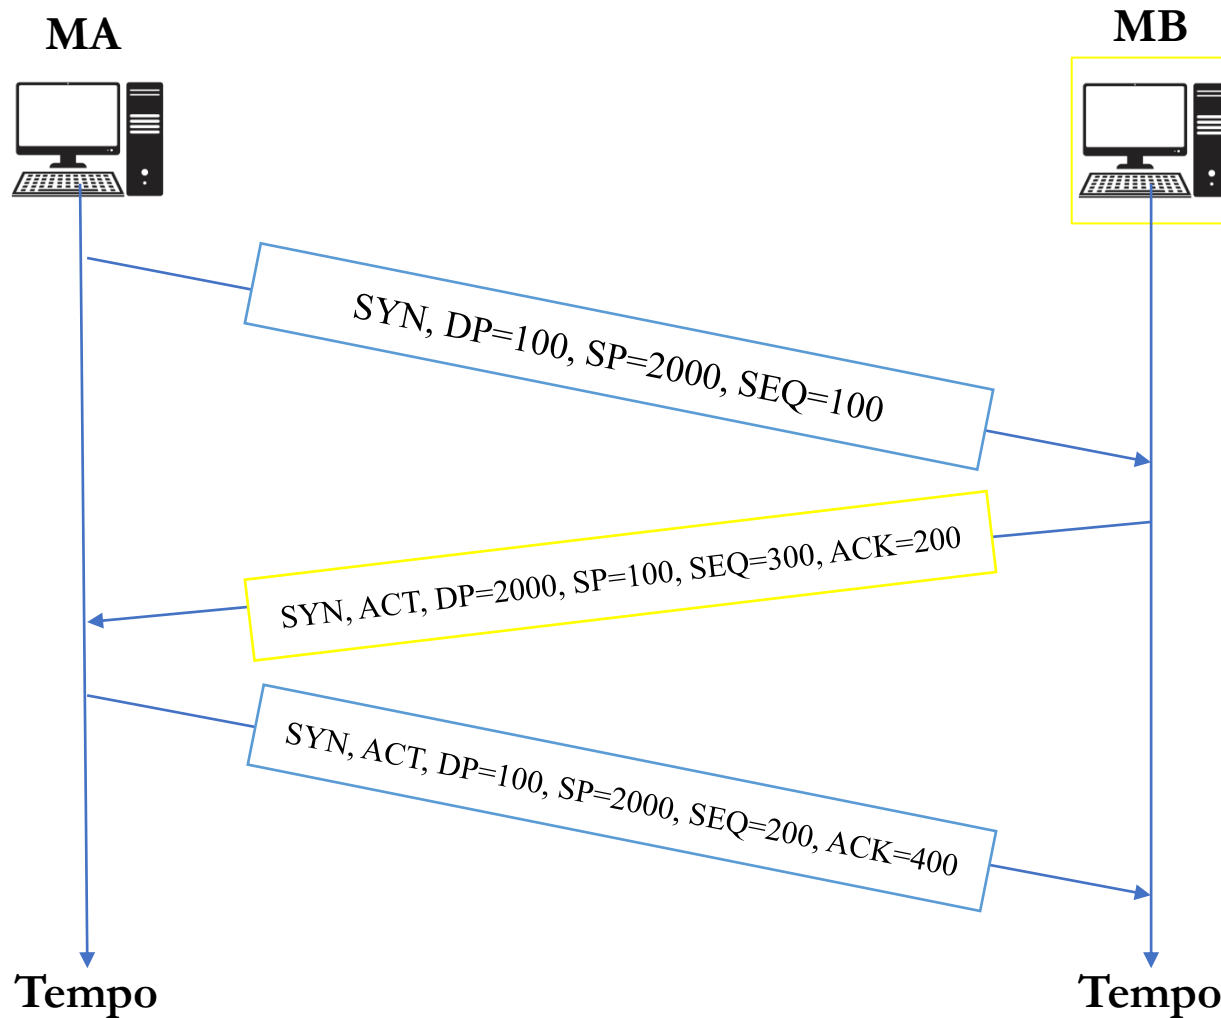 MA
MB
SYN, DP=100, SP=2000, SEQ=100
SYN, ACT, DP=2000, SP=100, SEQ=300, ACK=200
SYN, ACT, DP=100, SP=2000, SEQ=200, ACK=400
Tempo
Tempo